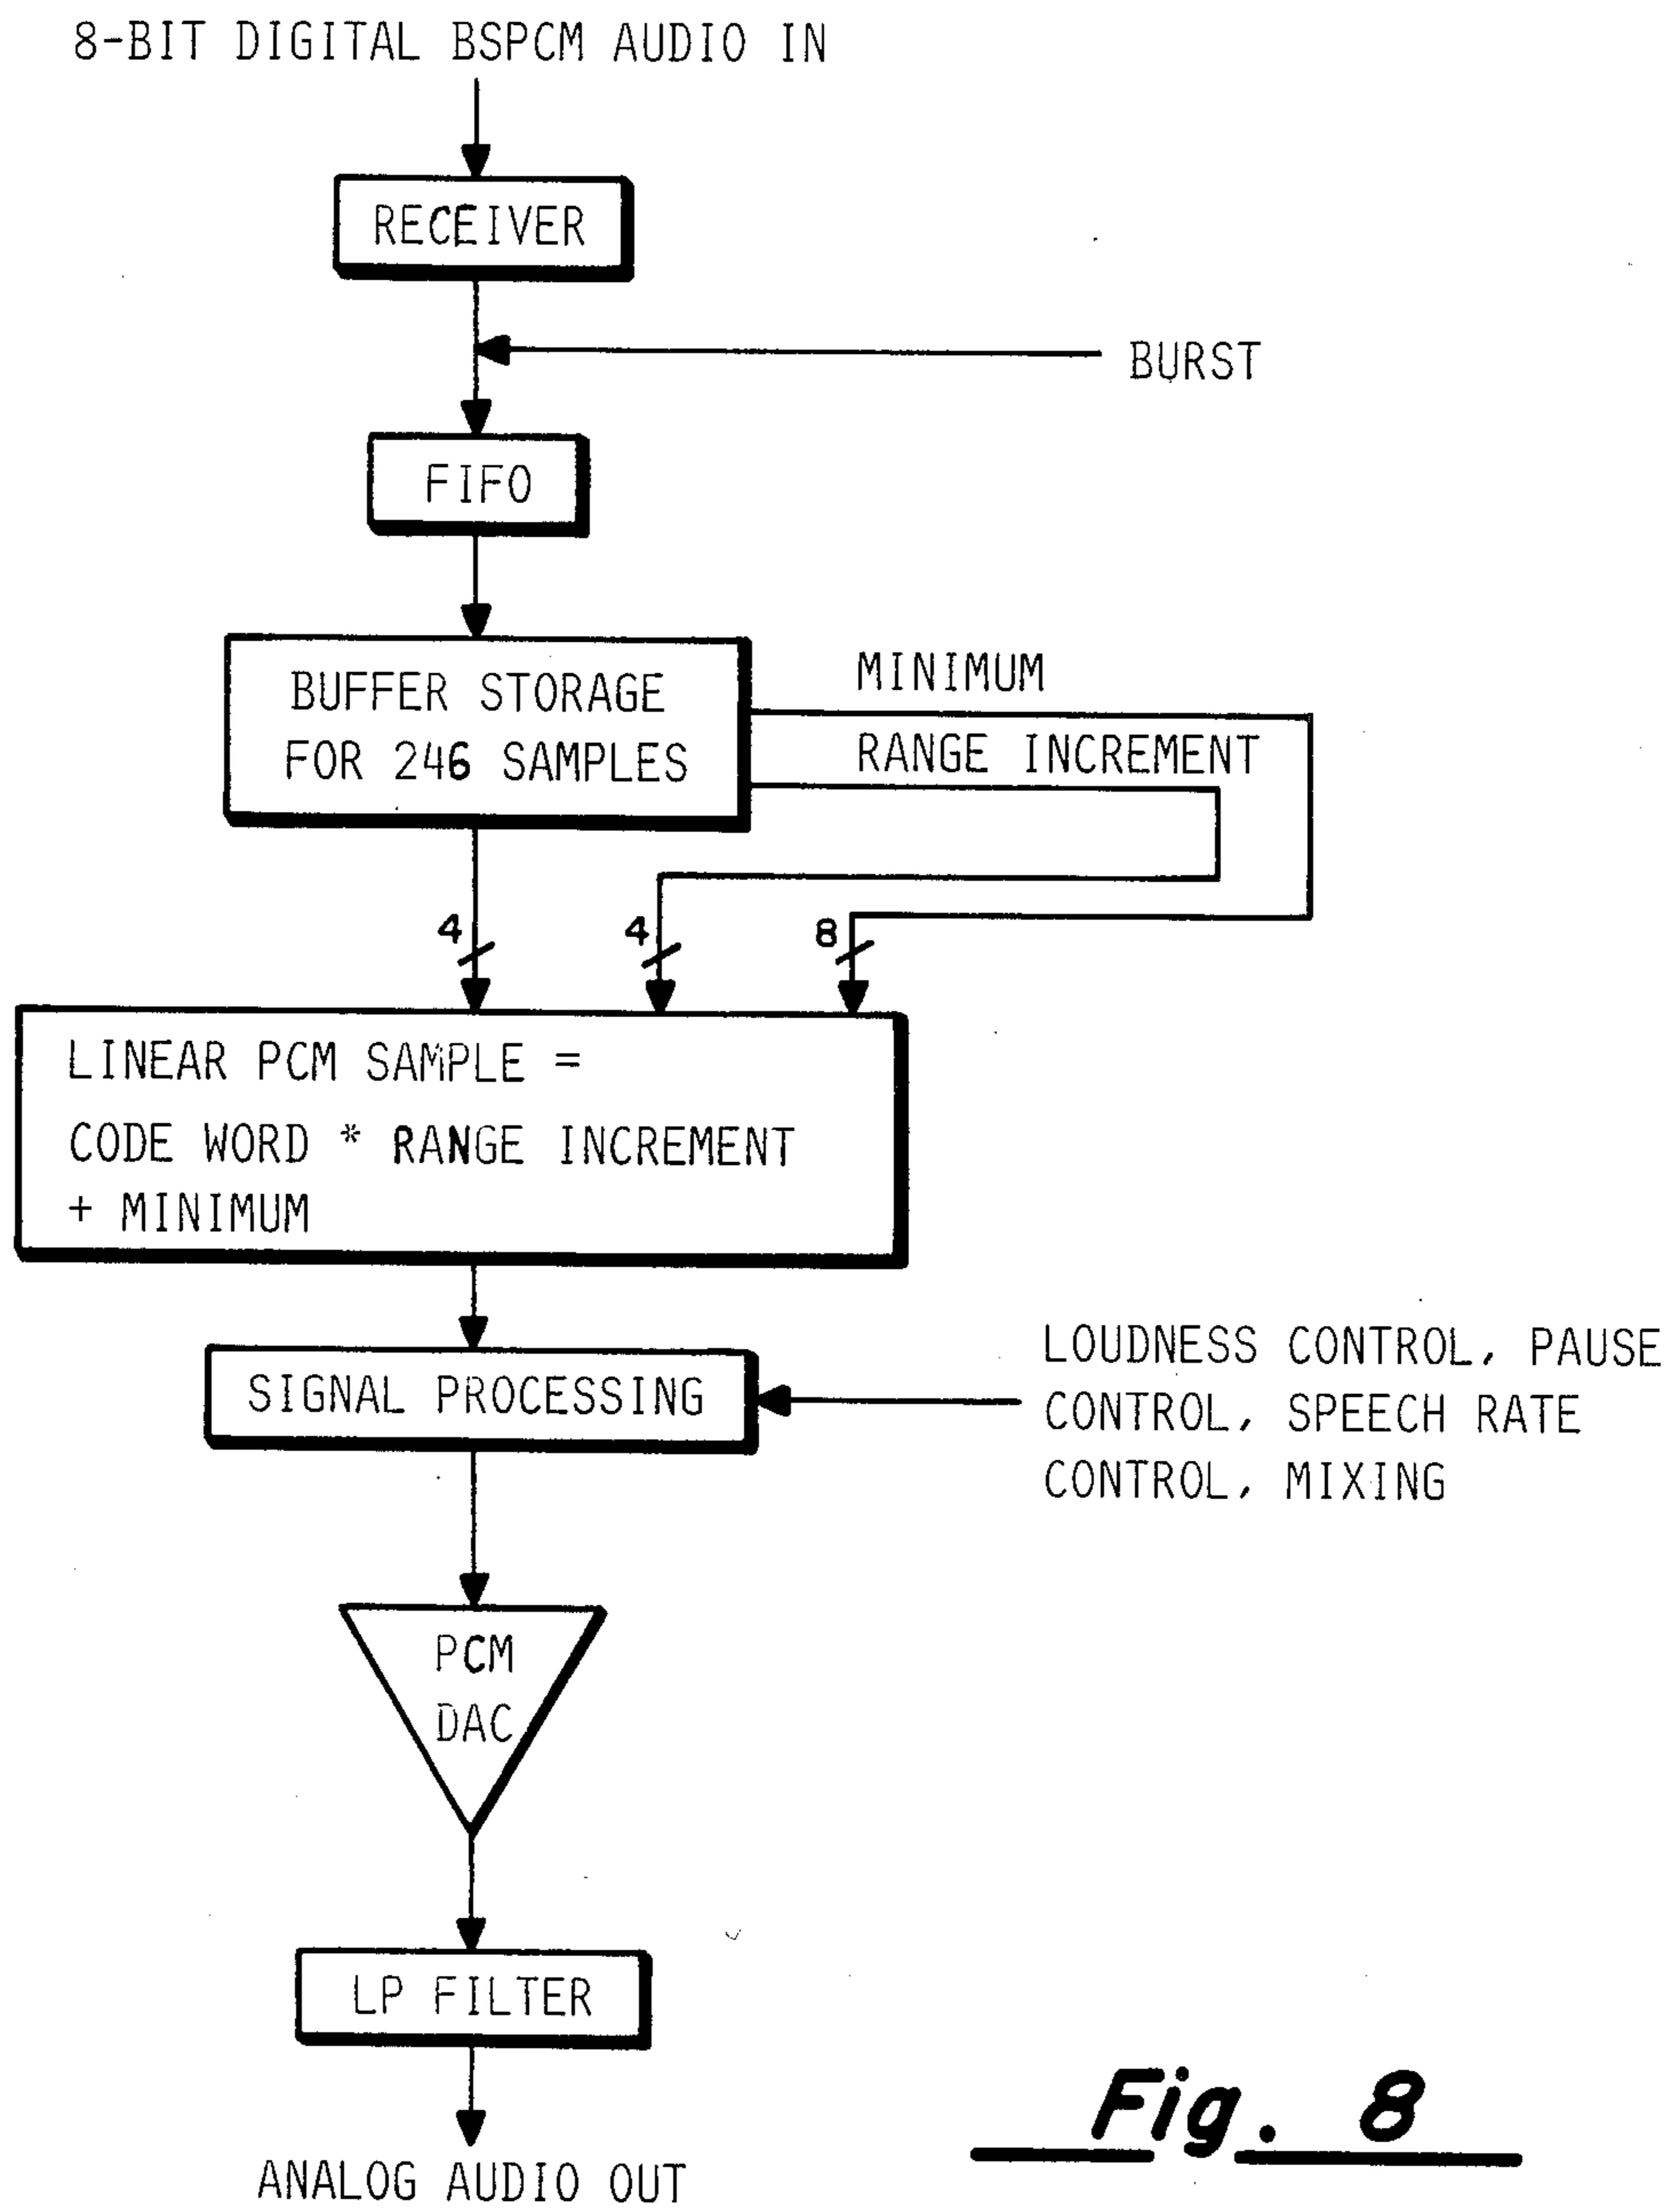 8-BIT DIGITAL BSPCM AUDIO IN
RECEIVER
BURST
FIFO
BUFFER STORAGE
FOR 246 SAMPLES
MINIMUM
RANGE INCREMENT
4
4
8
LINEAR PCM SAMPLE =
CODE WORD * RANGE INCREMENT
+ MINIMUM
SIGNAL PROCESSING
LOUDNESS CONTROL, PAUSE
CONTROL, SPEECH RATE
CONTROL, MIXING
PCM
DAC
LP FILTER
ANALOG AUDIO OUT
Fig. 8